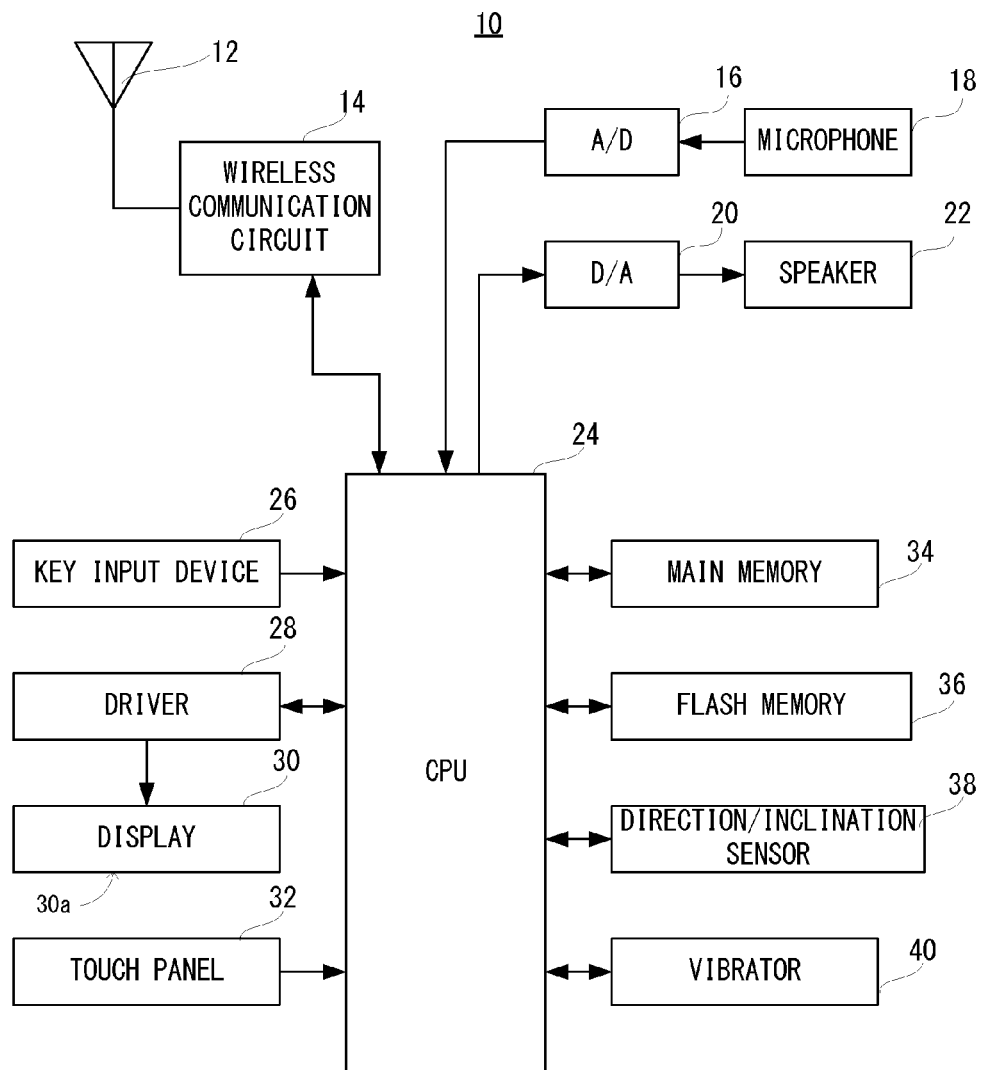 10
12
14
WIRELESS
COMMUNICATION
CIRCUIT
16
A/D
18
MICROPHONE
20
D/A
22
SPEAKER
24
CPU
26
KEY INPUT DEVICE
28
DRIVER
30
DISPLAY
30a
32
TOUCH PANEL
34
MAIN MEMORY
36
FLASH MEMORY
38
DIRECTION/INCLINATION
SENSOR
40
VIBRATOR